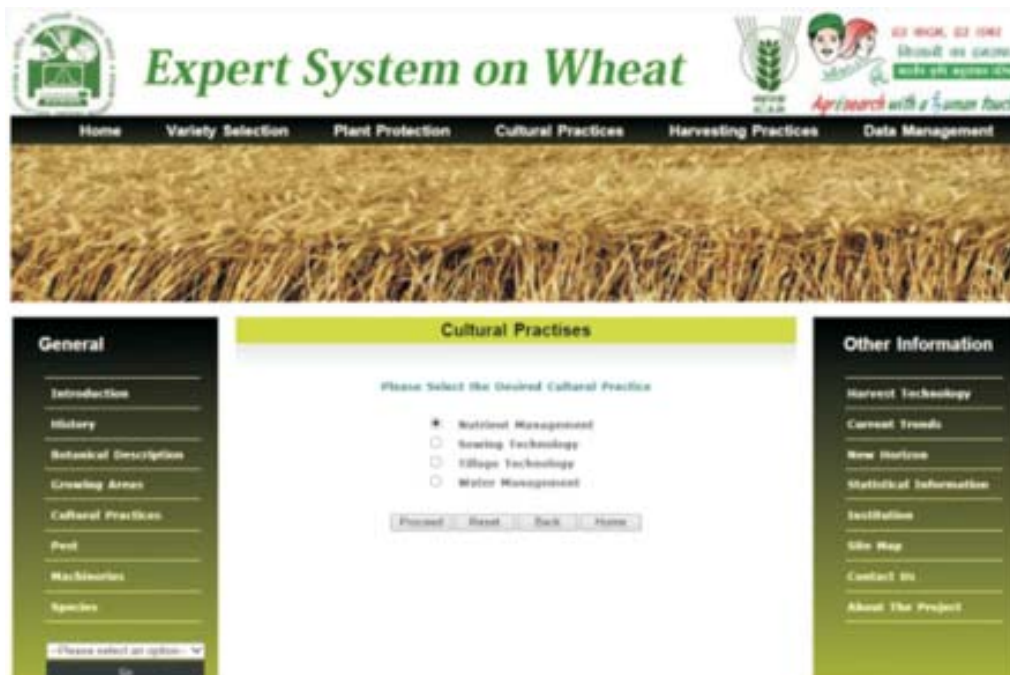 Expert System on Wheat
Agrisearch with a human touch
Home Variety Selection Plant Protection Cultural Practices Harvesting Practices Data Management
General
Introduction
History
Botanical Description
Growing Areas
Cultural Practices
Pest
Machineries
Species
--Please select an option--
Go
Cultural Practises
Please Select the Desired Cultural Practice
Nutrient Management
Sowing Technology
Tillage Technology
Water Management
Proceed Reset Back Home
Other Information
Harvest Technology
Current Trends
New Horizon
Statistical Information
Institution
Site Map
Contact Us
About The Project